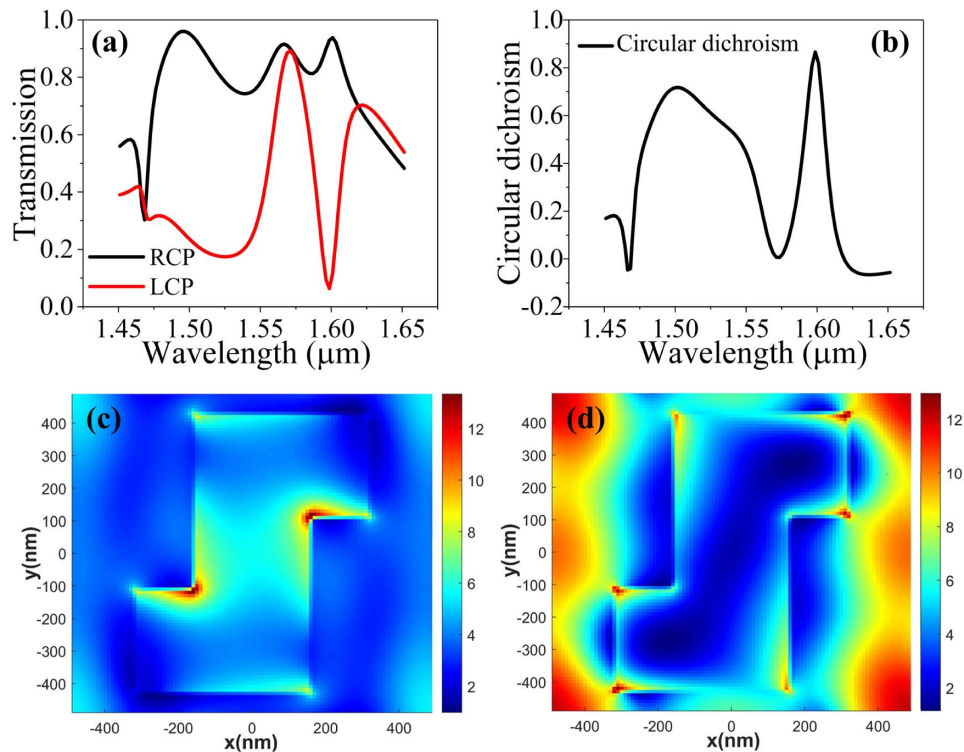 (a)
Transmission
1.0
0.8
0.6
0.4
0.2
0.0
RCP
LCP
1.45 1.50 1.55 1.60 1.65
Wavelength (μm)
(b)
Circular dichroism
Circular dichroism
1.0
0.8
0.6
0.4
0.2
0.0
-0.2
1.45 1.50 1.55 1.60 1.65
Wavelength (μm)
(c)
y(nm)
400
300
200
100
0
-100
-200
-300
-400
-400 -200 0 200 400
x(nm)
12
10
8
6
4
2
(d)
y(nm)
400
300
200
100
0
-100
-200
-300
-400
-400 -200 0 200 400
x(nm)
12
10
8
6
4
2